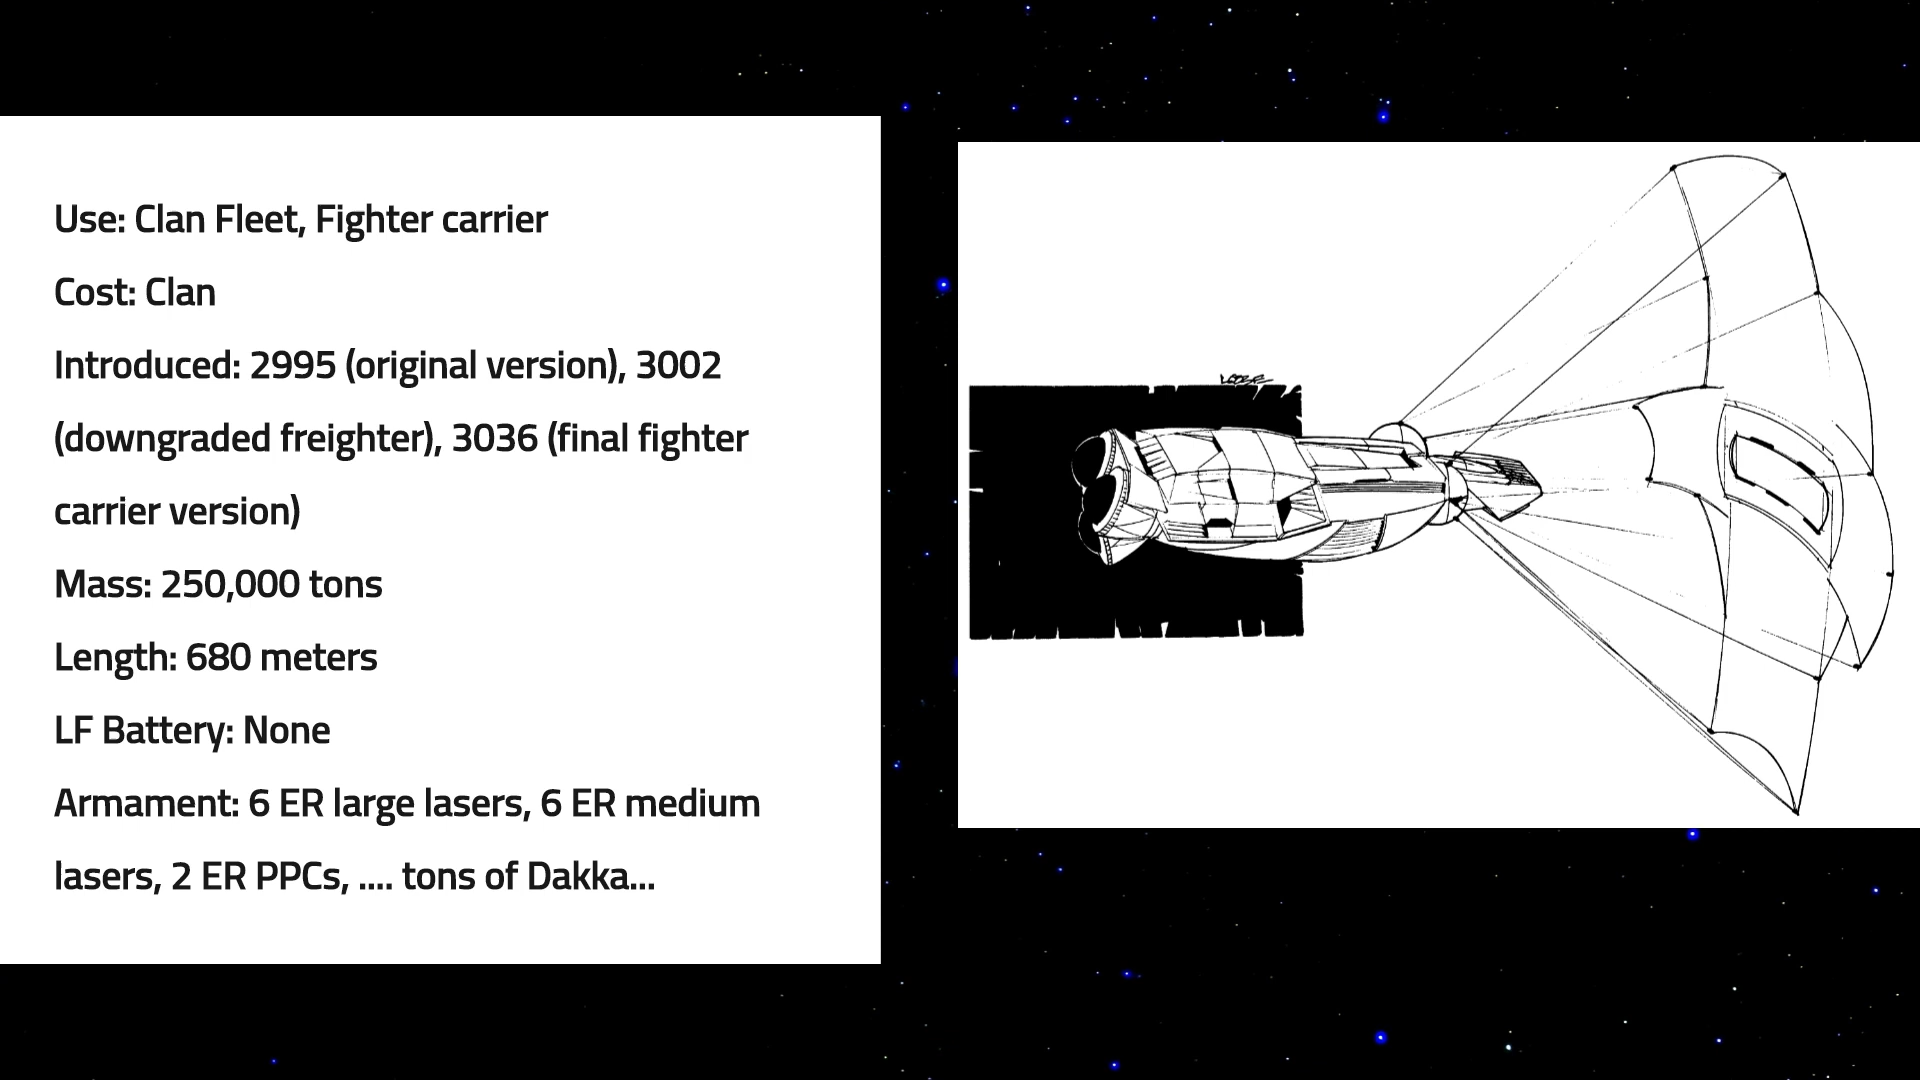 Use: Clan Fleet, Fighter carrier
Cost: Clan
Introduced: 2995 (original version), 3002
(downgraded freighter), 3036 (final fighter
carrier version)
Mass: 250,000 tons
Length: 680 meters
LF Battery: None
Armament: 6 ER large lasers, 6 ER medium
lasers, 2 ER PPCs, .... tons of Dakka...